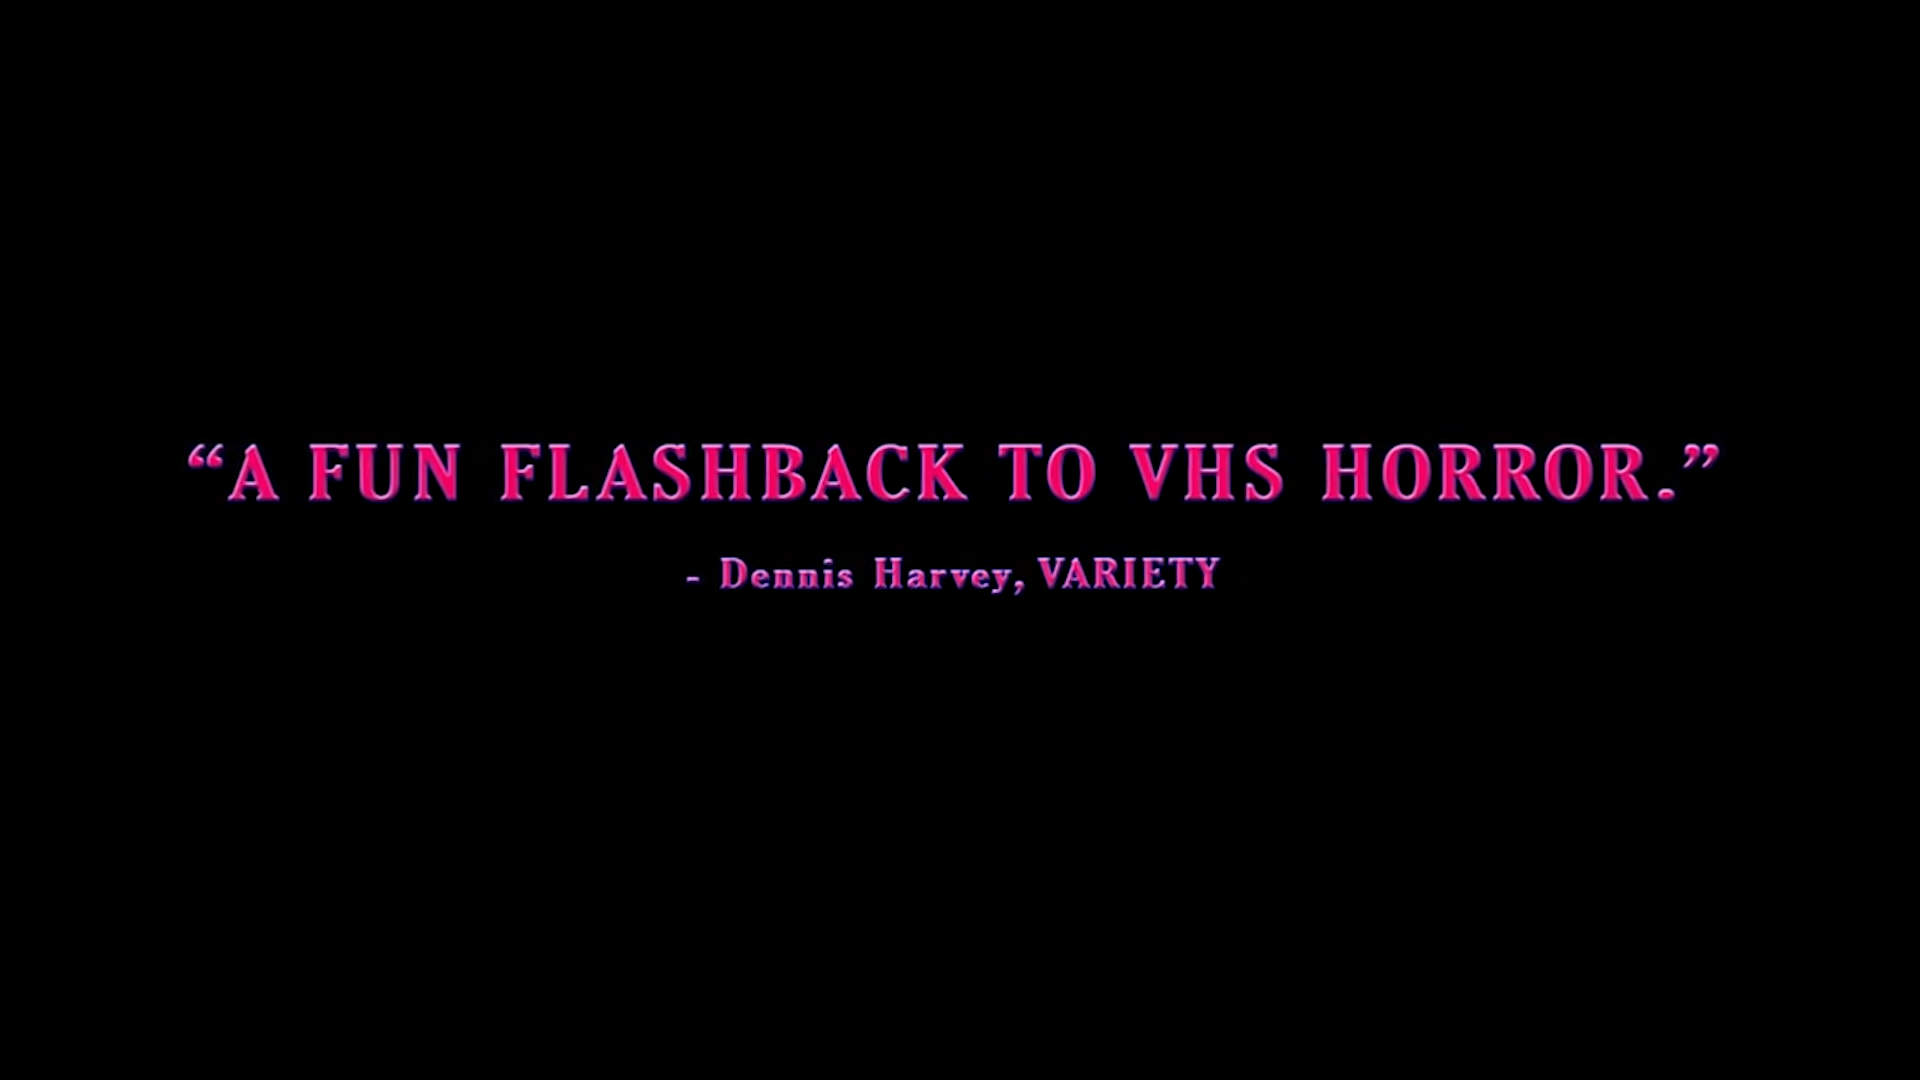 “A FUN FLASHBACK TO VHS HORROR.”
- Dennis Harvey, VARIETY